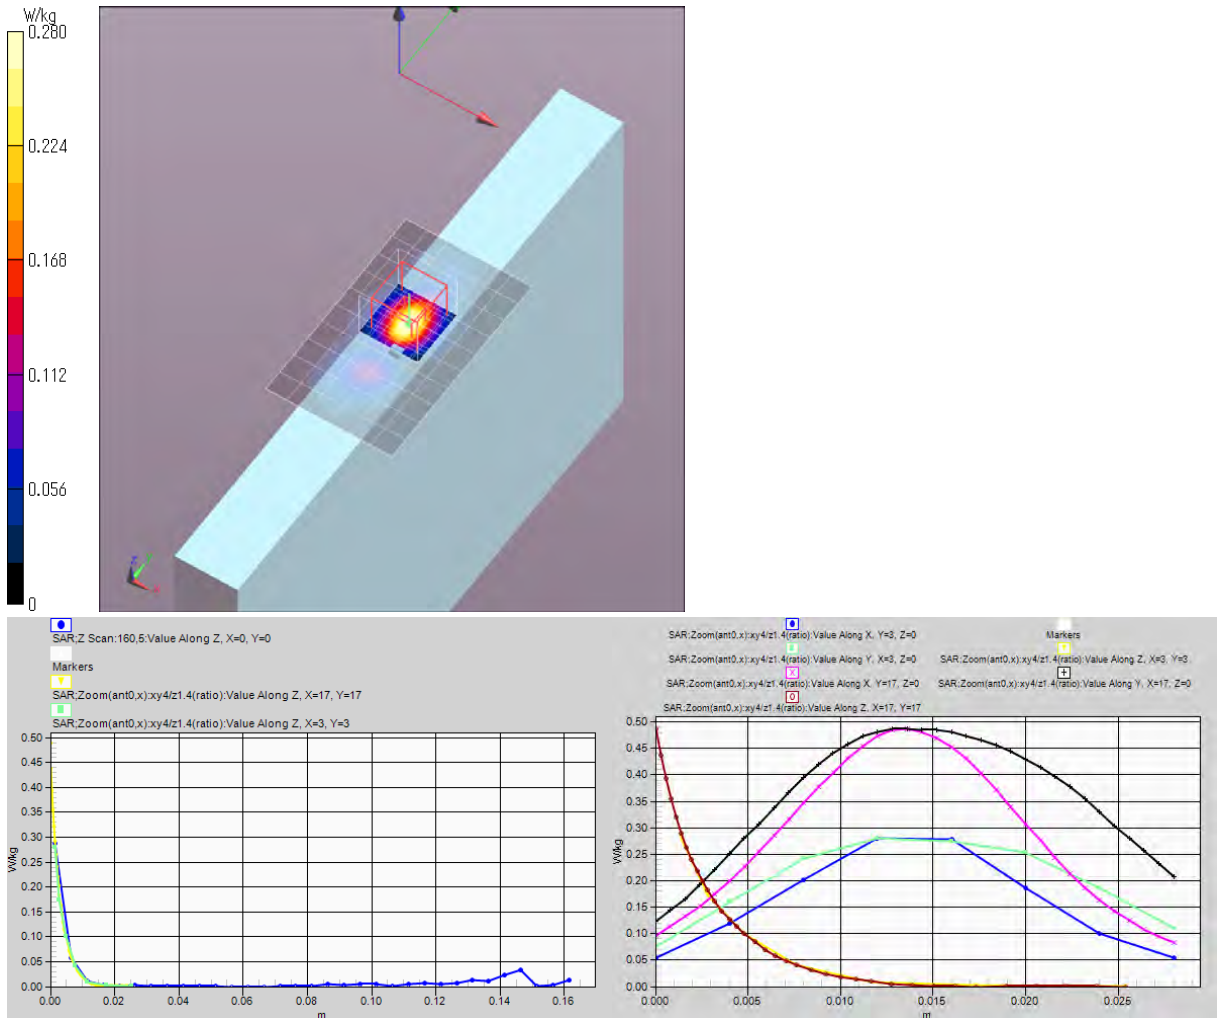 W/kg
0.280
0.224
0.168
0.112
0.056
0
SAR;Z Scan:160,5:Value Along Z, X=0, Y=0
Markers
SAR;Zoom(ant0,x):xy4/z1.4(ratio):Value Along Z, X=17, Y=17
SAR;Zoom(ant0,x):xy4/z1.4(ratio):Value Along Z, X=3, Y=3
0.50
0.45
0.40
0.35
0.30
0.25
0.20
0.15
0.10
0.05
0.00
W/kg
0.00 0.02 0.04 0.06 0.08 0.10 0.12 0.14 0.16
m
SAR;Zoom(ant0,x):xy4/z1.4(ratio):Value Along X, Y=3, Z=0
Markers
SAR;Zoom(ant0,x):xy4/z1.4(ratio):Value Along Y, X=3, Z=0
SAR;Zoom(ant0,x):xy4/z1.4(ratio):Value Along Z, X=3, Y=3
SAR;Zoom(ant0,x):xy4/z1.4(ratio):Value Along X, Y=17, Z=0
SAR;Zoom(ant0,x):xy4/z1.4(ratio):Value Along Y, X=17, Z=0
SAR;Zoom(ant0,x):xy4/z1.4(ratio):Value Along Z, X=17, Y=17
0.50
0.45
0.40
0.35
0.30
0.25
0.20
0.15
0.10
0.05
0.00
W/kg
0.000 0.005 0.010 0.015 0.020 0.025
m